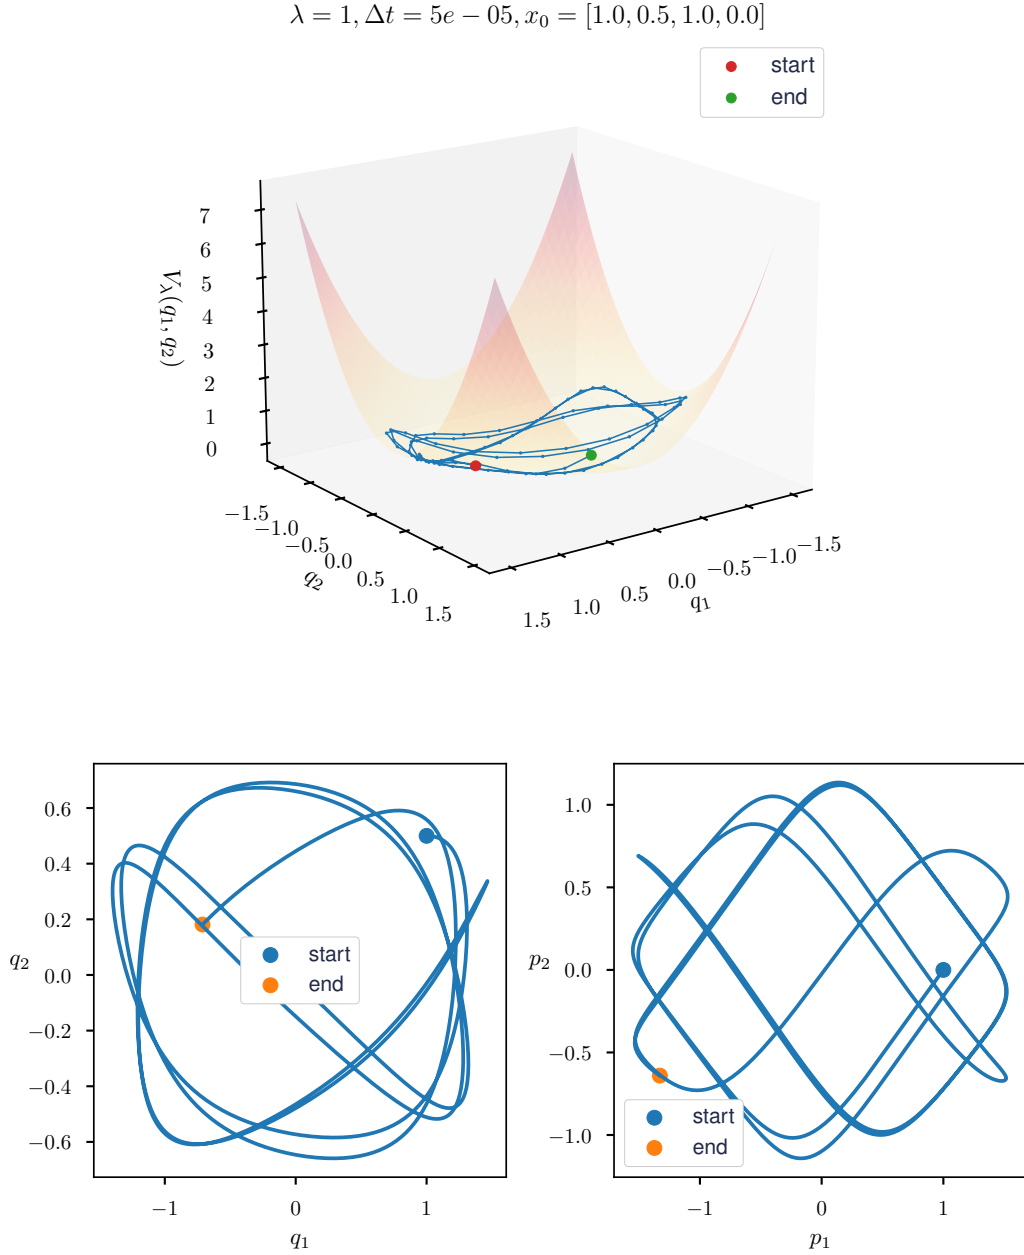 λ = 1, Δt = 5e − 05, x₀ = [1.0, 0.5, 1.0, 0.0]
start
end
7
6
5
4
3
2
1
0
V_λ(q₁, q₂)
−1.5
−1.0
−0.5
0.0
0.5
1.0
1.5
q₂
1.5
1.0
0.5
0.0
−0.5
−1.0
−1.5
q₁
0.6
0.4
0.2
0.0
−0.2
−0.4
−0.6
q₂
start
end
−1
0
1
q₁
1.0
0.5
0.0
−0.5
−1.0
p₂
start
end
−1
0
1
p₁